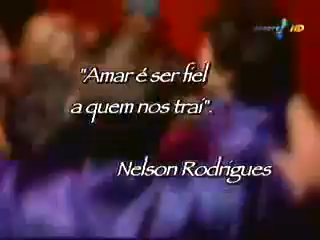 "Amar é ser fiel
a quem nos trai".
Nelson Rodrigues